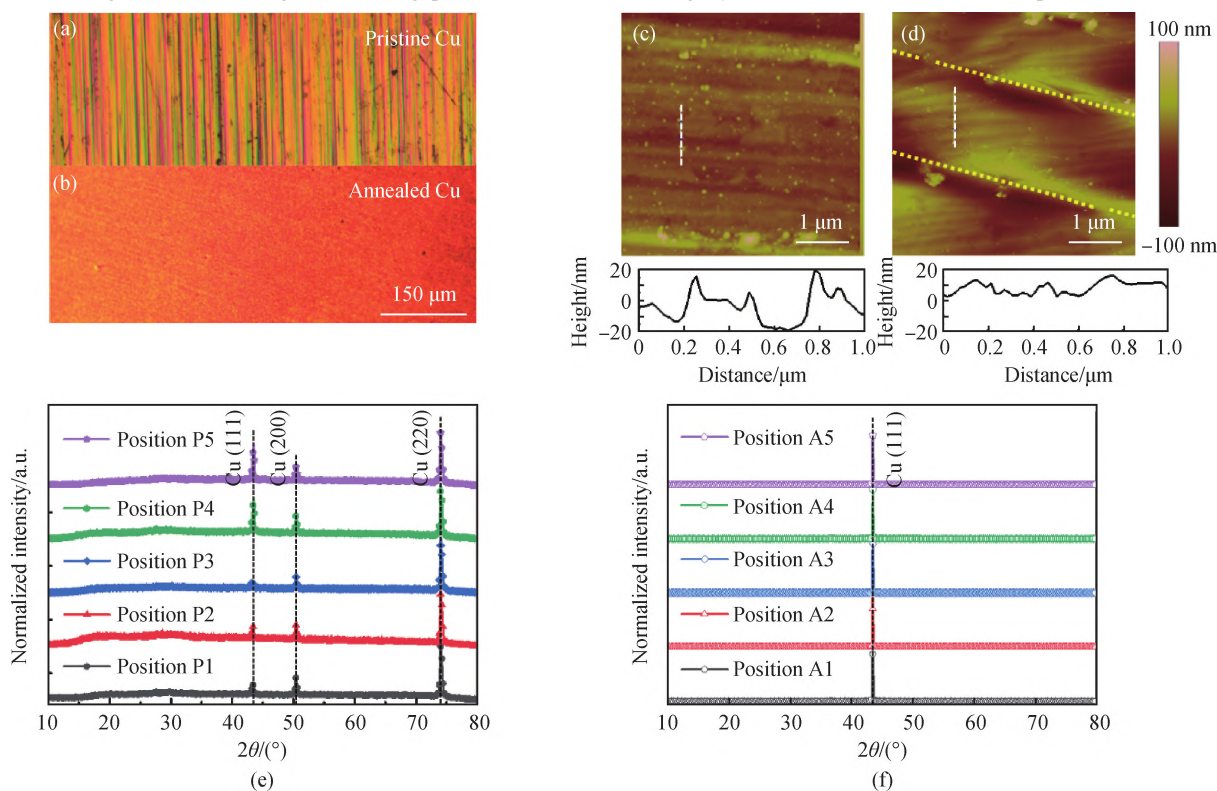 (a)
Pristine Cu
(b)
Annealed Cu
150 μm
(c)
1 μm
(d)
1 μm
100 nm
−100 nm
Height/nm
20
0
−20
0
0.2
0.4
0.6
0.8
1.0
Distance/μm
Height/nm
20
0
−20
0
0.2
0.4
0.6
0.8
1.0
Distance/μm
Normalized intensity/a.u.
Position P5
Position P4
Position P3
Position P2
Position P1
Cu (111)
Cu (200)
Cu (220)
10
20
30
40
50
60
70
80
2θ/(°)
(e)
Normalized intensity/a.u.
Position A5
Position A4
Position A3
Position A2
Position A1
Cu (111)
10
20
30
40
50
60
70
80
2θ/(°)
(f)